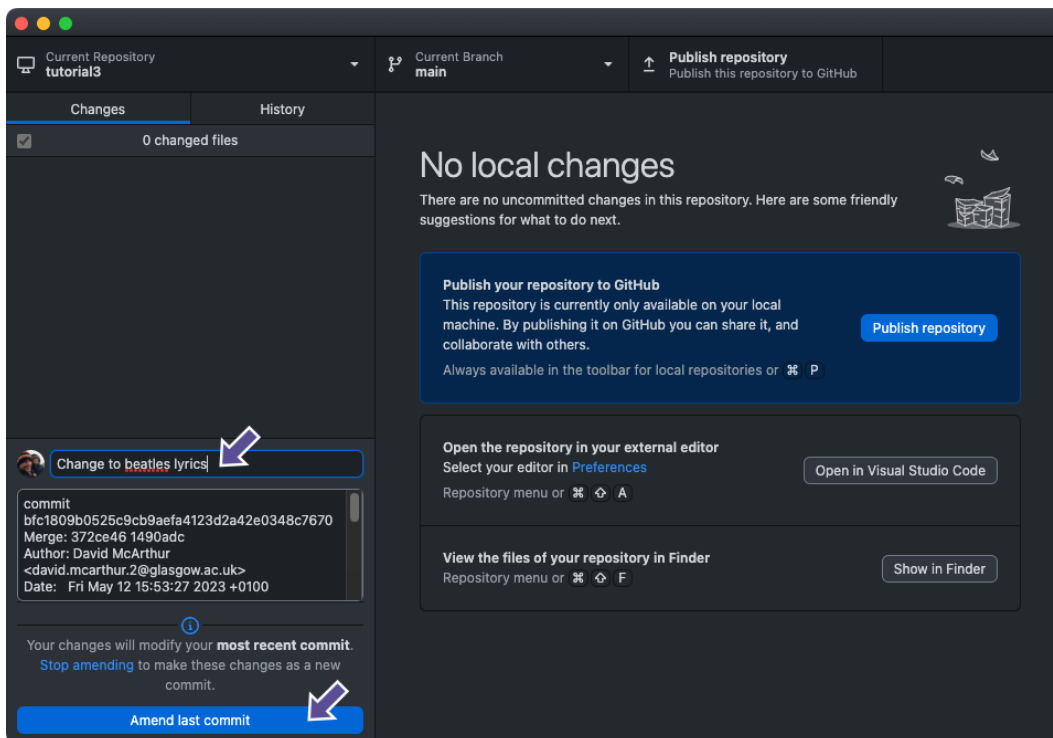 Current Repository
tutorial3
Current Branch
main
Publish repository
Publish this repository to GitHub
Changes
History
0 changed files
No local changes
There are no uncommitted changes in this repository. Here are some friendly
suggestions for what to do next.
Publish your repository to GitHub
This repository is currently only available on your local
machine. By publishing it on GitHub you can share it, and
collaborate with others.
Always available in the toolbar for local repositories or ⌘ P
Publish repository
Open the repository in your external editor
Select your editor in Preferences
Repository menu or ⌘ ⇧ A
Open in Visual Studio Code
View the files of your repository in Finder
Repository menu or ⌘ ⇧ F
Show in Finder
Change to beatles lyrics
commit
bfc1809b0525c9cb9aefa4123d2a42e0348c7670
Merge: 372ce46 1490adc
Author: David McArthur
<david.mcarthur.2@glasgow.ac.uk>
Date: Fri May 12 15:53:27 2023 +0100
Your changes will modify your most recent commit.
Stop amending to make these changes as a new
commit.
Amend last commit